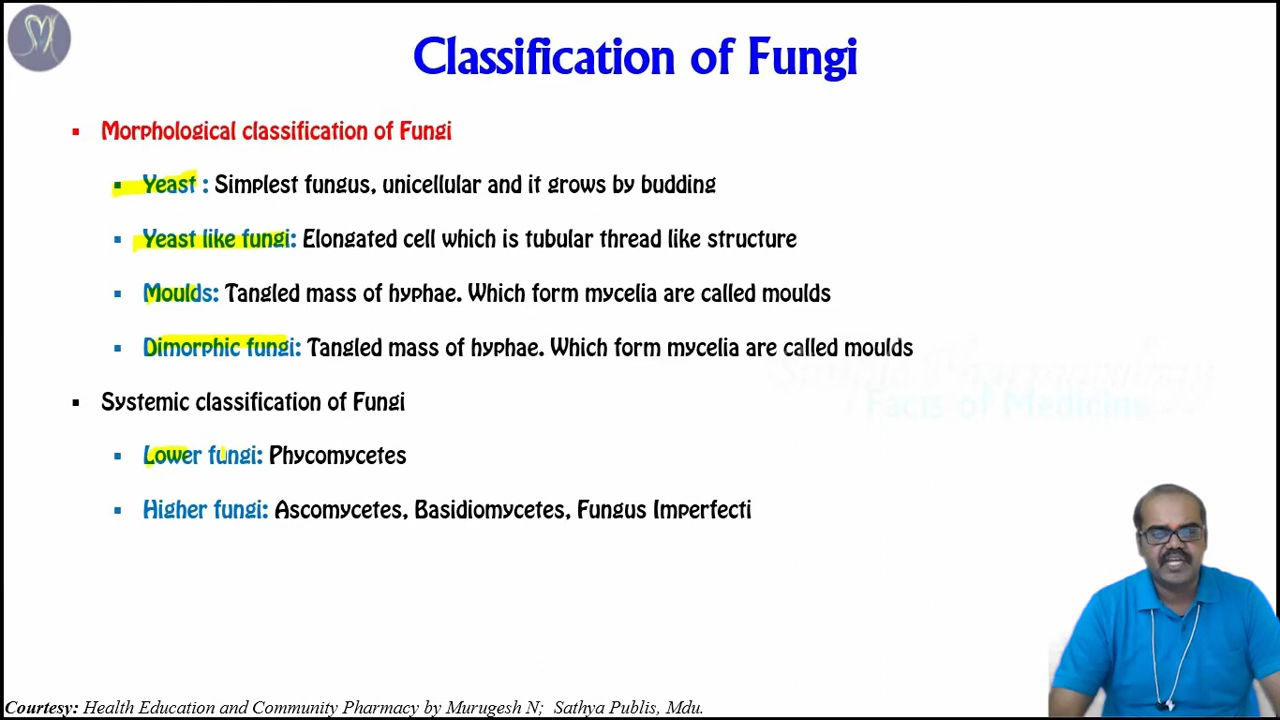 Classification of Fungi
Morphological classification of Fungi
Yeast : Simplest fungus, unicellular and it grows by budding
Yeast like fungi: Elongated cell which is tubular thread like structure
Moulds: Tangled mass of hyphae. Which form mycelia are called moulds
Dimorphic fungi: Tangled mass of hyphae. Which form mycelia are called moulds
Systemic classification of Fungi
Facts of Medicine
Lower fungi: Phycomycetes
Higher fungi: Ascomycetes, Basidiomycetes, Fungus Imperfecti
Courtesy: Health Education and Community Pharmacy by Murugesh N; Sathya Publis, Mdu.